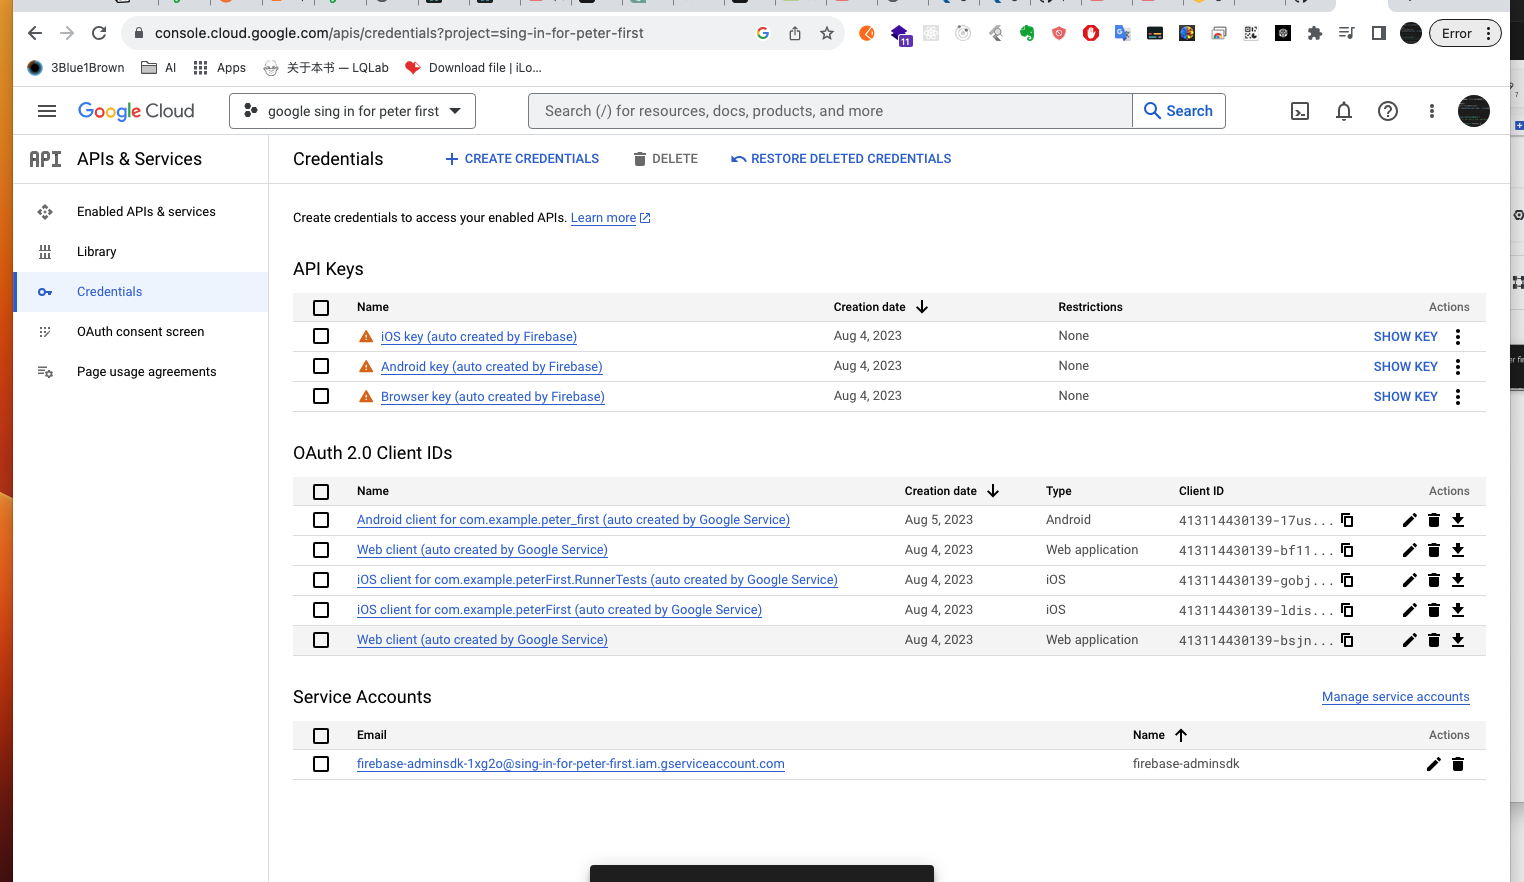 console.cloud.google.com/apis/credentials?project=sing-in-for-peter-first
11
Error
3Blue1Brown
AI
Apps
关于本书 — LQLab
Download file | iLo...
Google Cloud
google sing in for peter first
Search (/) for resources, docs, products, and more
Search
API APIs & Services
Credentials
CREATE CREDENTIALS
DELETE
RESTORE DELETED CREDENTIALS
Enabled APIs & services
Library
Credentials
OAuth consent screen
Page usage agreements
Create credentials to access your enabled APIs. Learn more
API Keys
Name Creation date Restrictions Actions
iOS key (auto created by Firebase) Aug 4, 2023 None SHOW KEY
Android key (auto created by Firebase) Aug 4, 2023 None SHOW KEY
Browser key (auto created by Firebase) Aug 4, 2023 None SHOW KEY
OAuth 2.0 Client IDs
Name Creation date Type Client ID Actions
Android client for com.example.peter_first (auto created by Google Service) Aug 5, 2023 Android 413114430139-17us...
Web client (auto created by Google Service) Aug 4, 2023 Web application 413114430139-bf11...
iOS client for com.example.peterFirst.RunnerTests (auto created by Google Service) Aug 4, 2023 iOS 413114430139-gobj...
iOS client for com.example.peterFirst (auto created by Google Service) Aug 4, 2023 iOS 413114430139-ldis...
Web client (auto created by Google Service) Aug 4, 2023 Web application 413114430139-bsjn...
Service Accounts
Manage service accounts
Email Name Actions
firebase-adminsdk-1xg2o@sing-in-for-peter-first.iam.gserviceaccount.com firebase-adminsdk